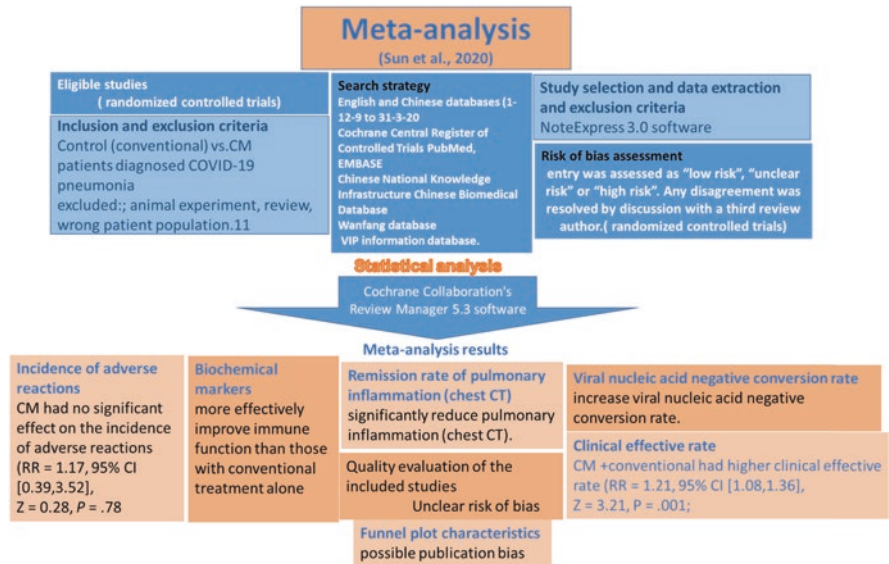 Meta-analysis
(Sun et al., 2020)
Eligible studies
( randomized controlled trials)
Inclusion and exclusion criteria
Control (conventional) vs.CM
patients diagnosed COVID-19
pneumonia
excluded:; animal experiment, review,
wrong patient population.11
Search strategy
English and Chinese databases (1-
12-9 to 31-3-20
Cochrane Central Register of
Controlled Trials PubMed,
EMBASE
Chinese National Knowledge
Infrastructure Chinese Biomedical
Database
Wanfang database
VIP information database.
Study selection and data extraction
and exclusion criteria
NoteExpress 3.0 software
Risk of bias assessment
entry was assessed as “low risk”, “unclear
risk” or “high risk”. Any disagreement was
resolved by discussion with a third review
author.( randomized controlled trials)
Statistical analysis
Cochrane Collaboration's
Review Manager 5.3 software
Meta-analysis results
Incidence of adverse
reactions
CM had no significant
effect on the incidence
of adverse reactions
(RR = 1.17, 95% CI
[0.39,3.52],
Z = 0.28, P = .78
Biochemical
markers
more effectively
improve immune
function than those
with conventional
treatment alone
Remission rate of pulmonary
inflammation (chest CT)
significantly reduce pulmonary
inflammation (chest CT).
Quality evaluation of the
included studies
Unclear risk of bias
Funnel plot characteristics
possible publication bias
Viral nucleic acid negative conversion rate
increase viral nucleic acid negative
conversion rate.
Clinical effective rate
CM +conventional had higher clinical effective
rate (RR = 1.21, 95% CI [1.08,1.36],
Z = 3.21, P = .001;